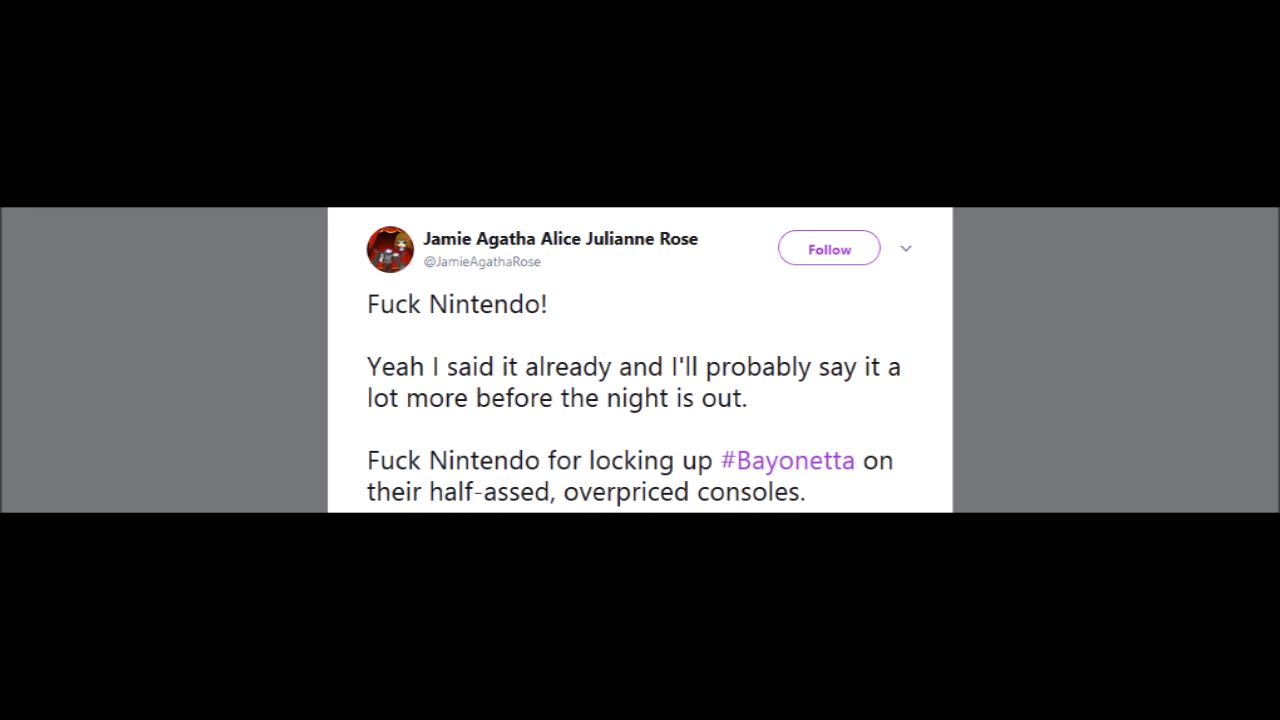 Jamie Agatha Alice Julianne Rose
@JamieAgathaRose
Follow
Fuck Nintendo!
Yeah I said it already and I'll probably say it a
lot more before the night is out.
Fuck Nintendo for locking up #Bayonetta on
their half-assed, overpriced consoles.